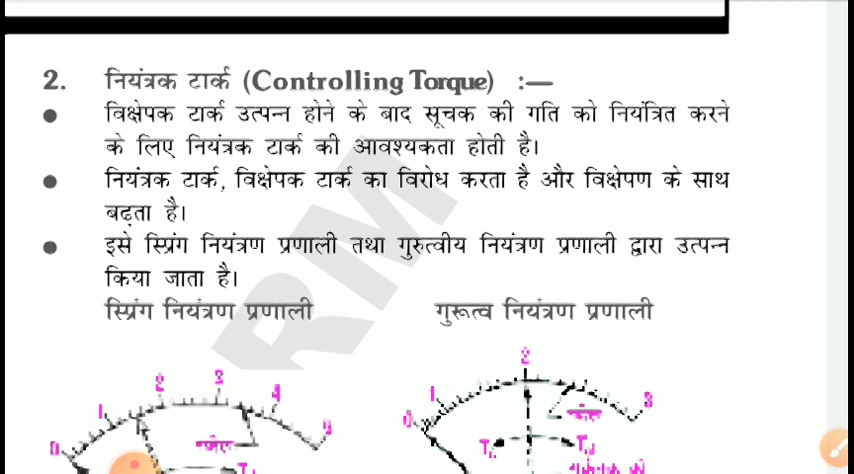 2. नियंत्रक टार्क (Controlling Torque) :—
● विक्षेपक टार्क उत्पन्न होने के बाद सूचक की गति को नियंत्रित करने
के लिए नियंत्रक टार्क की आवश्यकता होती है।
● नियंत्रक टार्क, विक्षेपक टार्क का विरोध करता है और विक्षेपण के साथ
बढ़ता है।
● इसे स्प्रिंग नियंत्रण प्रणाली तथा गुरुत्वीय नियंत्रण प्रणाली द्वारा उत्पन्न
किया जाता है।
स्प्रिंग नियंत्रण प्रणाली गुरूत्व नियंत्रण प्रणाली
RM
0 1 2 3 4 5
स्केल
0 1 2 3
स्केल
Tc Td